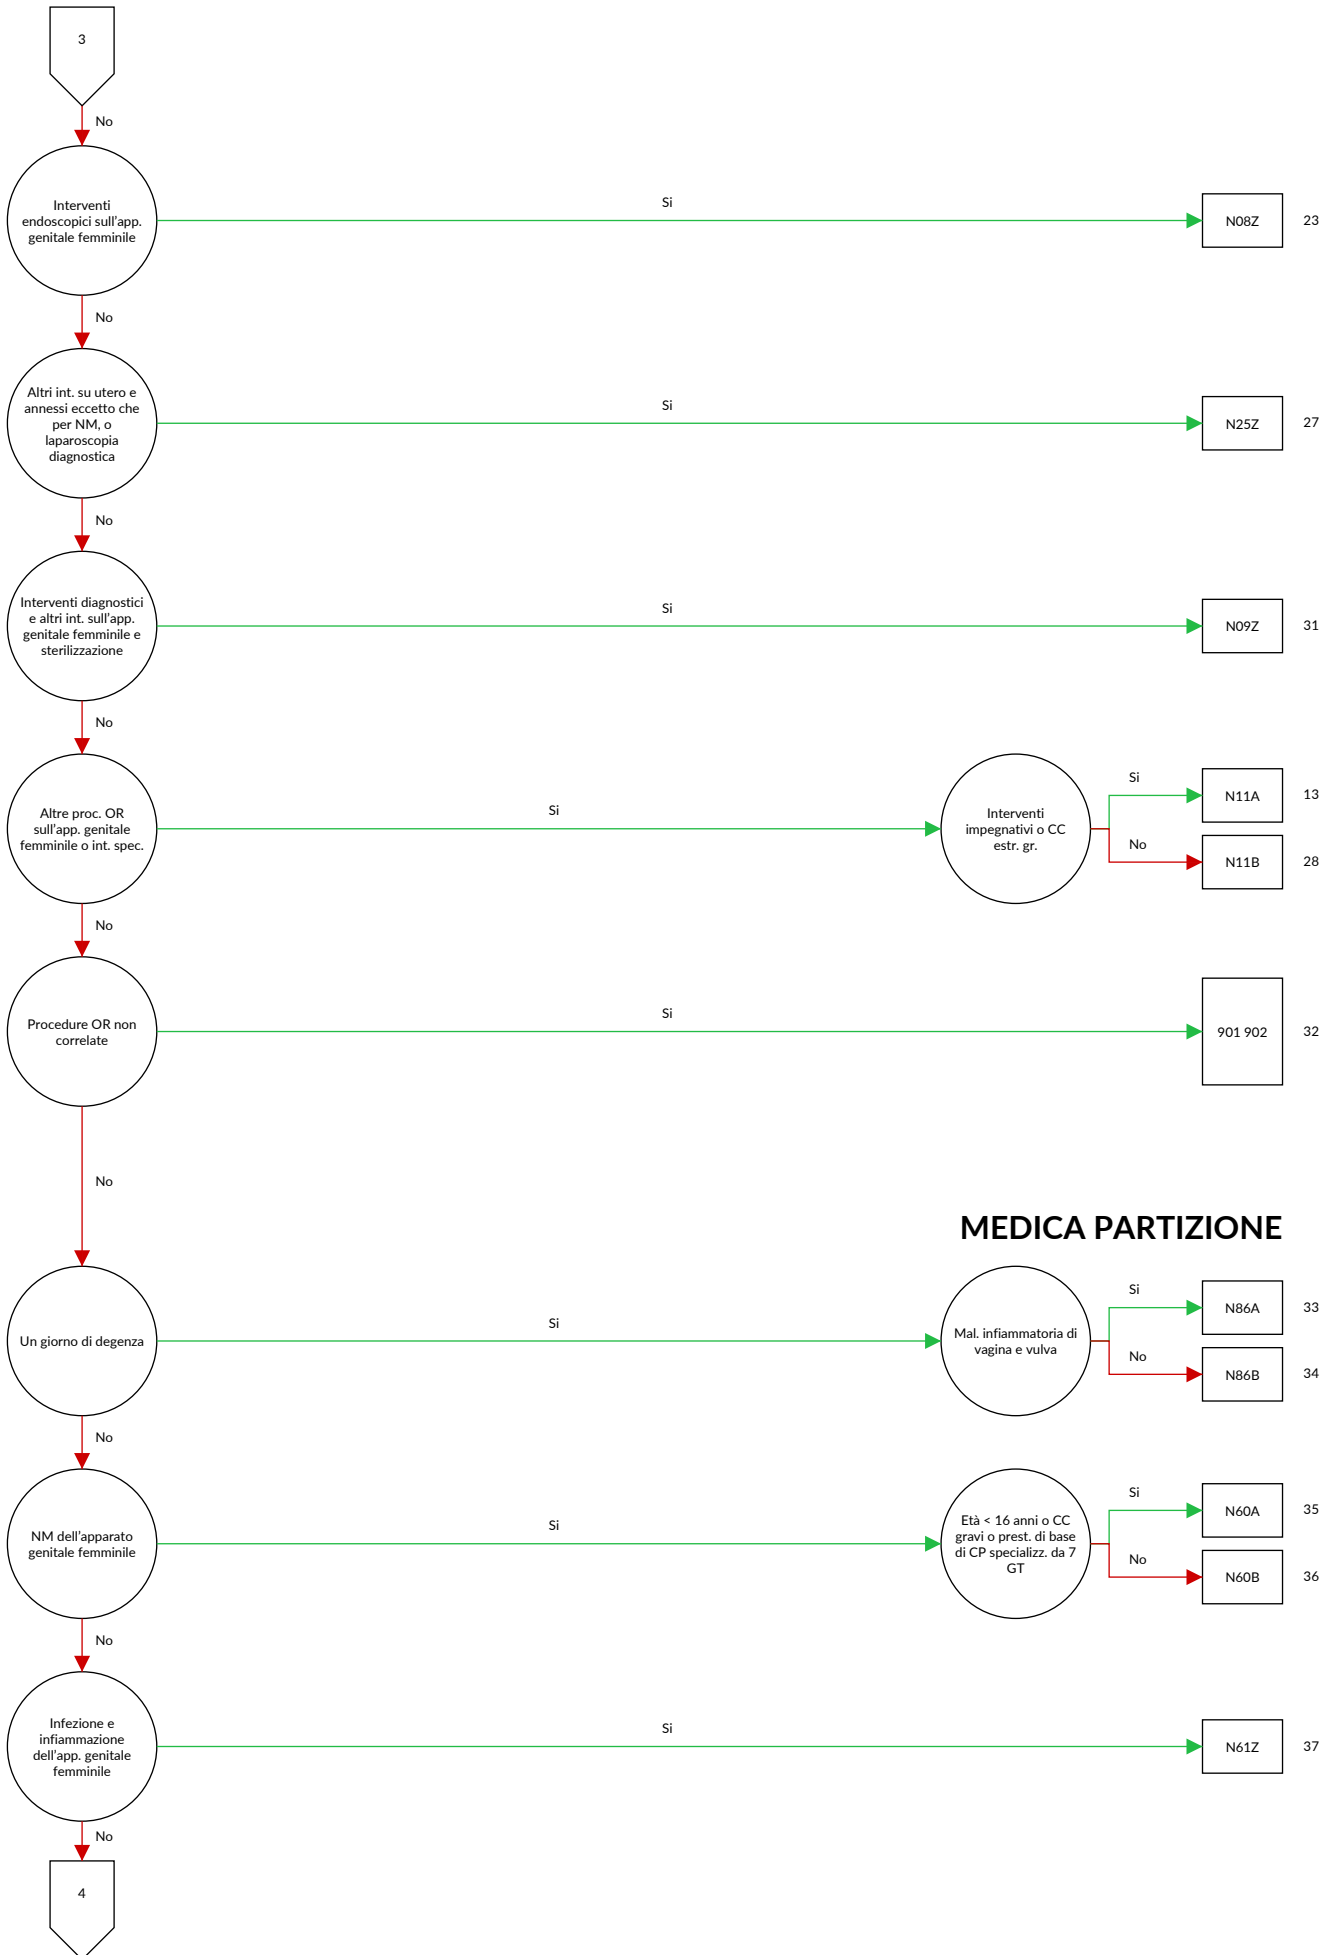 3
No
Interventi
endoscopici sull'app.
genitale femminile
Si
N08Z
23
No
Altri int. su utero e
annessi eccetto che
per NM, o
laparoscopia
diagnostica
Si
N25Z
27
No
Interventi diagnostici
e altri int. sull'app.
genitale femminile e
sterilizzazione
Si
N09Z
31
No
Altre proc. OR
sull'app. genitale
femminile o int. spec.
Si
Interventi
impegnativi o CC
estr. gr.
Si
N11A
13
No
N11B
28
No
Procedure OR non
correlate
Si
901 902
32
No
MEDICA PARTIZIONE
Un giorno di degenza
Si
Mal. infiammatoria di
vagina e vulva
Si
N86A
33
No
N86B
34
No
NM dell'apparato
genitale femminile
Si
Età < 16 anni o CC
gravi o prest. di base
di CP specializz. da 7
GT
Si
N60A
35
No
N60B
36
No
Infezione e
infiammazione
dell'app. genitale
femminile
Si
N61Z
37
No
4